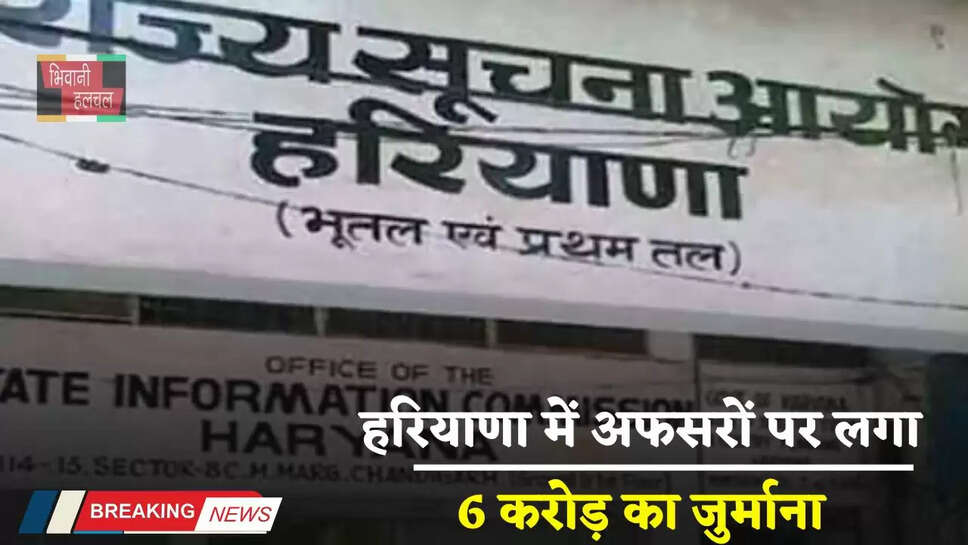 राज्य सूचना आयोग
भिवानी
हलचल
हरियाणा
(भूतल एवं प्रथम तल)
OFFICE OF THE
STATE INFORMATION COMMISSION
HARYANA
हरियाणा में अफसरों पर लगा
6 करोड़ का जुर्माना
BREAKING NEWS